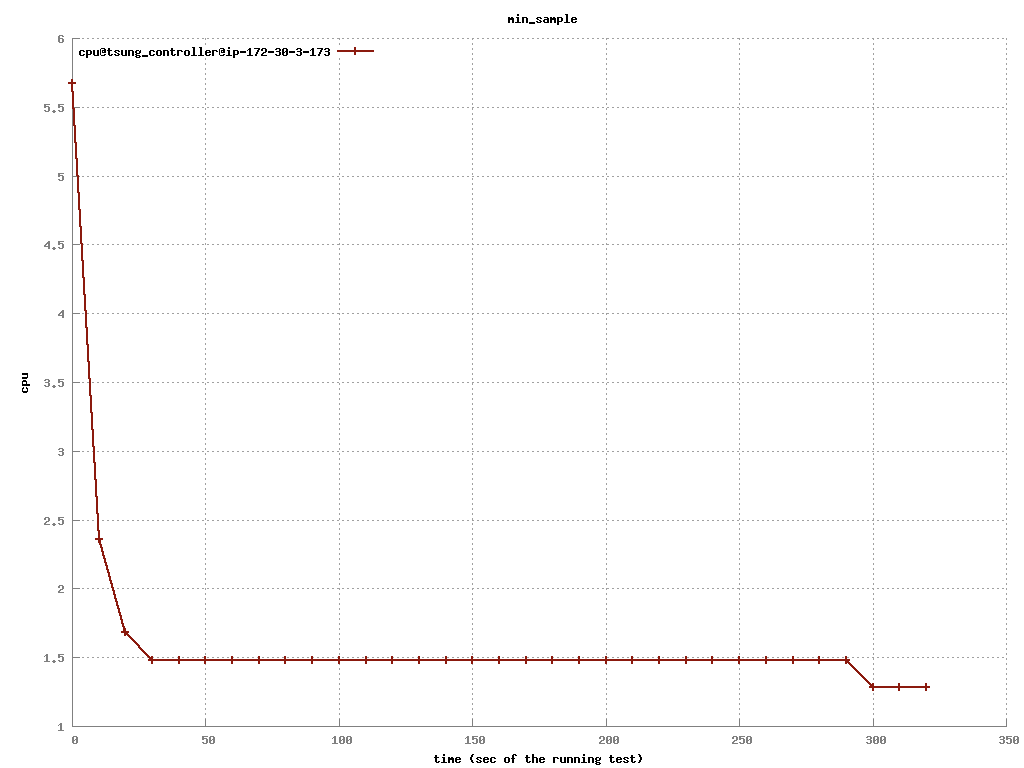 min_sample
6
cpu@tsung_controller@ip-172-30-3-173
5.5
5
4.5
4
3.5
cpu
3
2.5
2
1.5
1
0 50 100 150 200 250 300 350
time (sec of the running test)